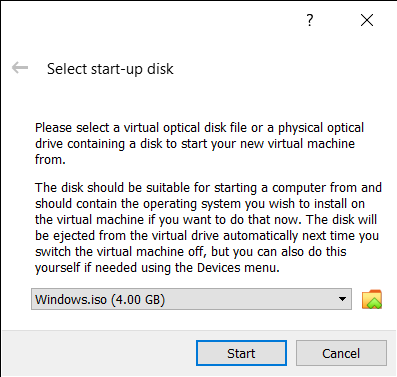 ?
Select start-up disk
Please select a virtual optical disk file or a physical optical
drive containing a disk to start your new virtual machine
from.
The disk should be suitable for starting a computer from and
should contain the operating system you wish to install on
the virtual machine if you want to do that now. The disk will
be ejected from the virtual drive automatically next time you
switch the virtual machine off, but you can also do this
yourself if needed using the Devices menu.
Windows.iso (4.00 GB)
Start Cancel